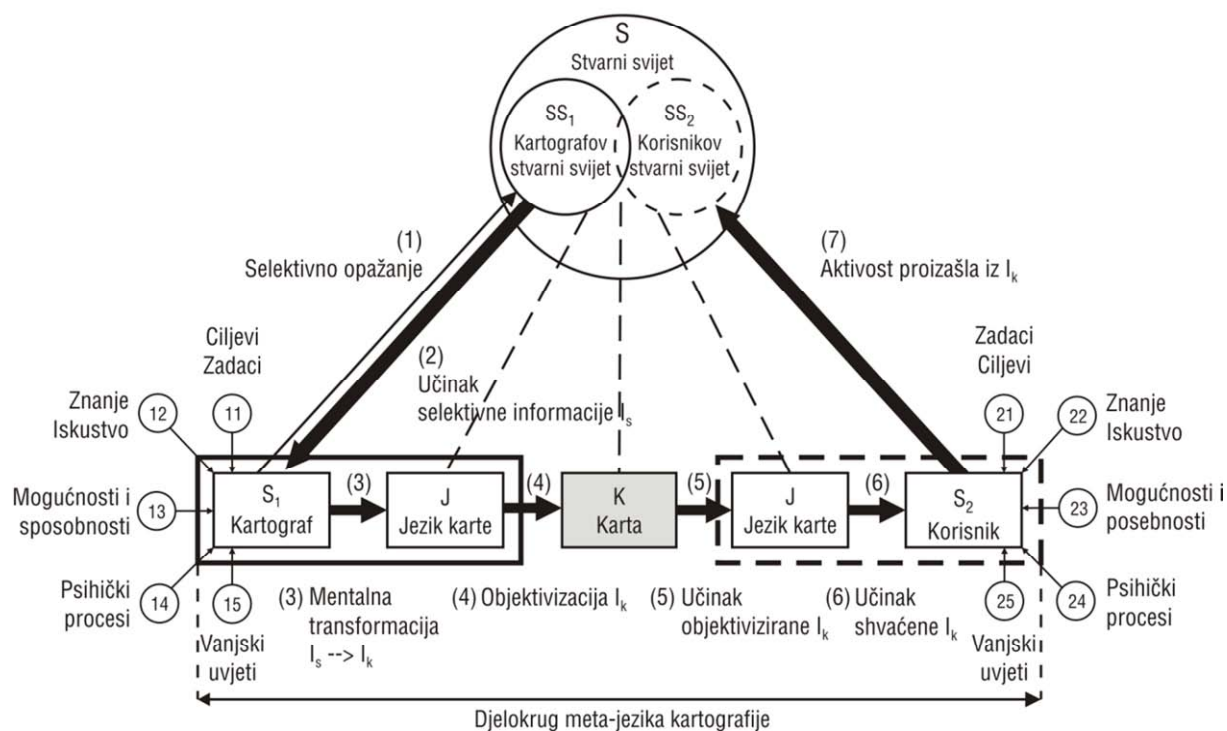 S
Stvarni svijet
SS₁
Kartografov
stvarni svijet
SS₂
Korisnikov
stvarni svijet
(1)
Selektivno opažanje
(7)
Aktivost proizašla iz Iₖ
Ciljevi
Zadaci
(2)
Učinak
selektivne informacije Iₛ
Zadaci
Ciljevi
Znanje
Iskustvo
12
11
21
22
Znanje
Iskustvo
Mogućnosti i
sposobnosti
13
S₁
Kartograf
(3)
J
Jezik karte
(4)
K
Karta
(5)
J
Jezik karte
(6)
S₂
Korisnik
23
Mogućnosti i
posebnosti
Psihički
procesi
14
15
Vanjski
uvjeti
(3) Mentalna
transformacija
Iₛ --> Iₖ
(4) Objektivizacija Iₖ
(5) Učinak
objektivizirane Iₖ
(6) Učinak
shvaćene Iₖ
25
Vanjski
uvjeti
24
Psihički
procesi
Djelokrug meta-jezika kartografije